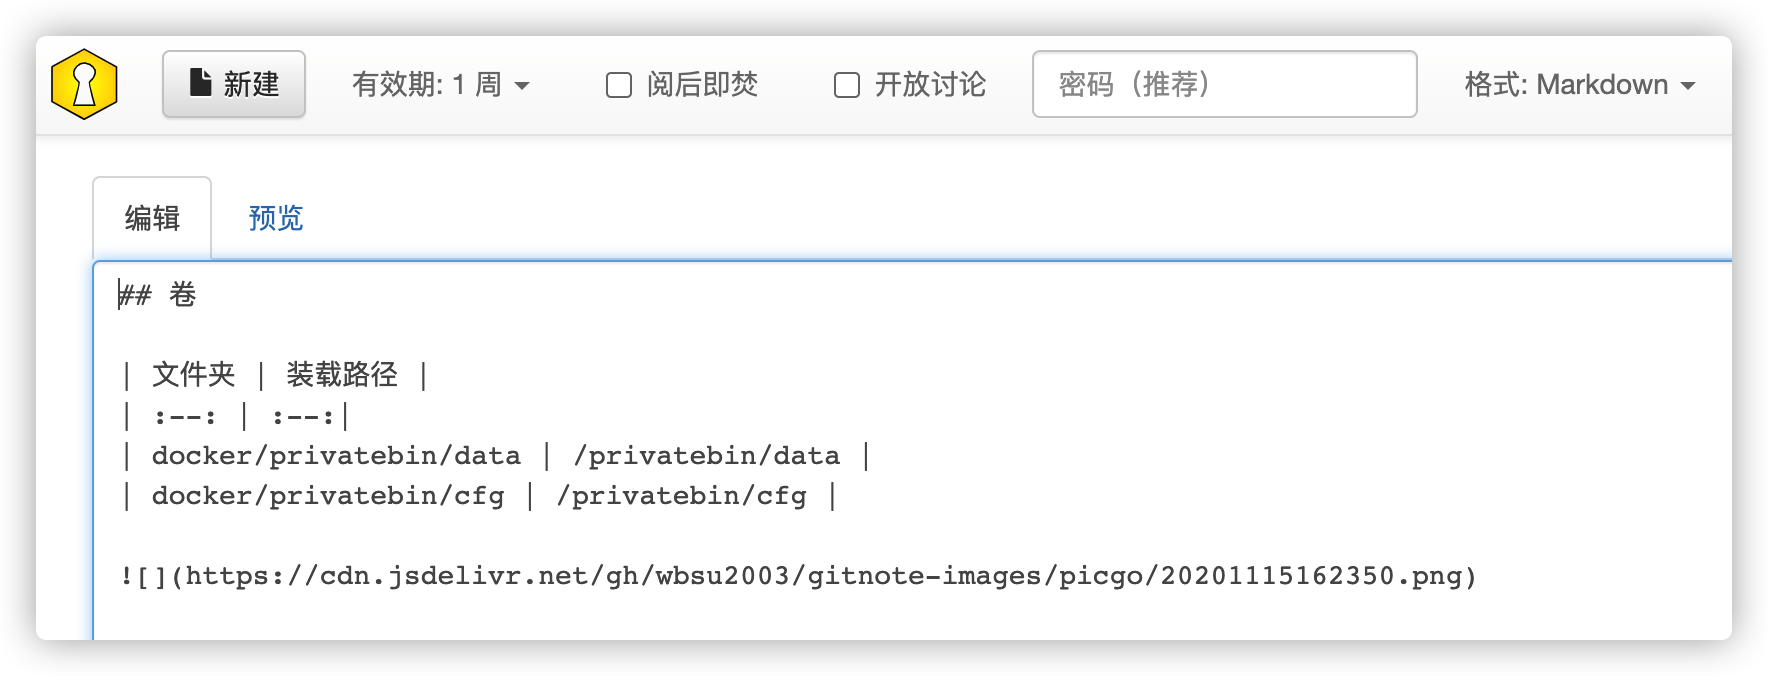 新建 有效期: 1 周 阅后即焚 开放讨论 密码（推荐） 格式: Markdown
编辑 预览
## 卷
| 文件夹 | 装载路径 |
| :--: | :--:|
| docker/privatebin/data | /privatebin/data |
| docker/privatebin/cfg | /privatebin/cfg |
![](https://cdn.jsdelivr.net/gh/wbsu2003/gitnote-images/picgo/20201115162350.png)